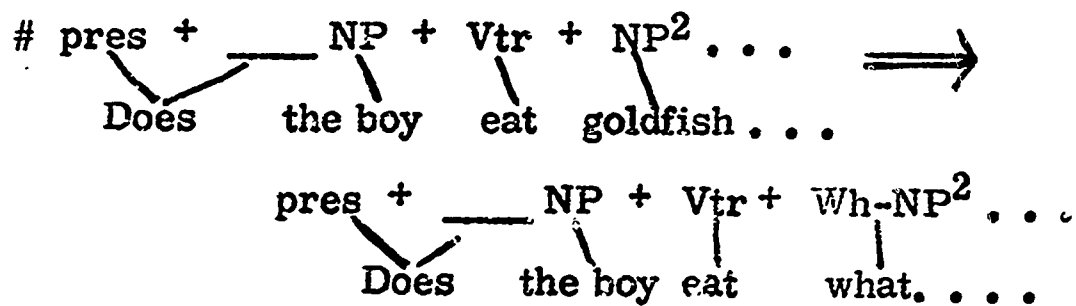 # pres + ___ NP + Vtr + NP² . . . ⟹
Does the boy eat goldfish . . .
pres + ___ NP + Vtr + Wh-NP² . . .
Does the boy eat what. . . .